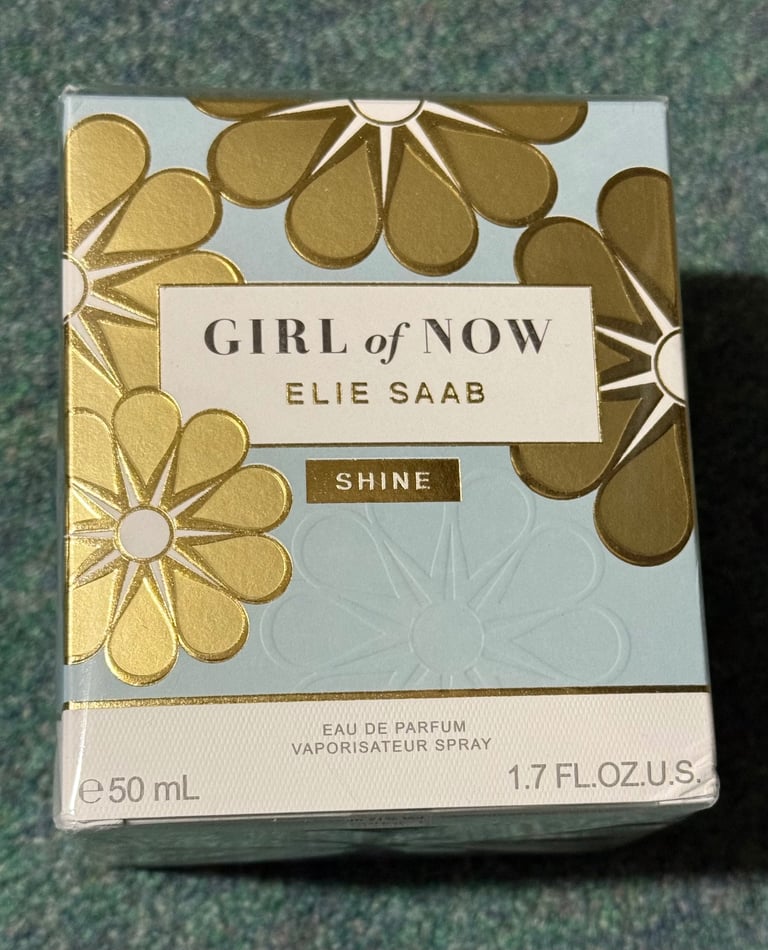 GIRL of NOW
ELIE SAAB
SHINE
EAU DE PARFUM
VAPORISATEUR SPRAY
℮50 mL
1.7 FL.OZ.U.S.